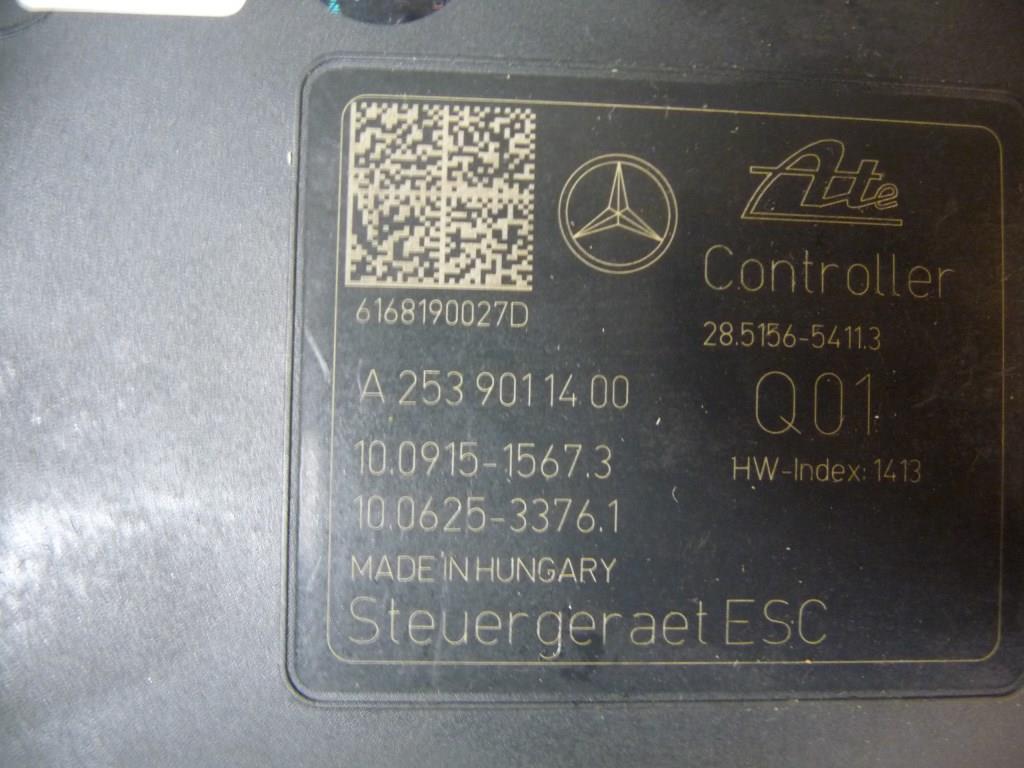 Ate
Controller
6168190027D
28.5156-5411.3
A 253 901 14 00
Q01
10.0915-1567.3
HW-Index: 1413
10.0625-3376.1
MADE IN HUNGARY
Steuergeraet ESC